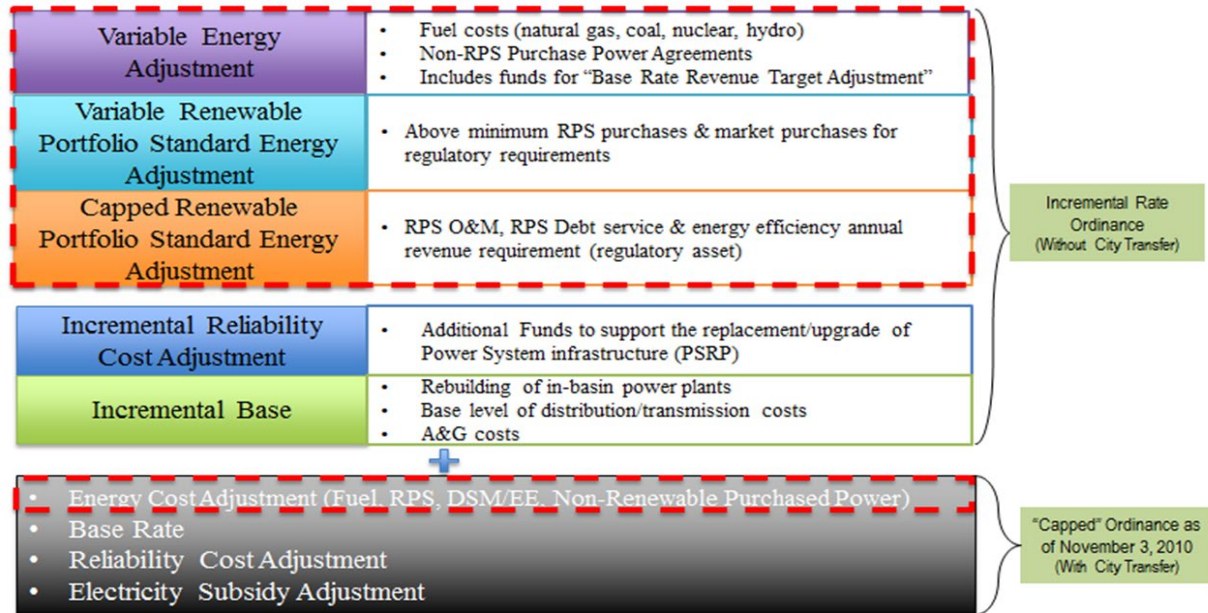 Variable Energy
Adjustment
• Fuel costs (natural gas, coal, nuclear, hydro)
• Non-RPS Purchase Power Agreements
• Includes funds for “Base Rate Revenue Target Adjustment”
Variable Renewable
Portfolio Standard Energy
Adjustment
• Above minimum RPS purchases & market purchases for
regulatory requirements
Capped Renewable
Portfolio Standard Energy
Adjustment
• RPS O&M, RPS Debt service & energy efficiency annual
revenue requirement (regulatory asset)
Incremental Rate
Ordinance
(Without City Transfer)
Incremental Reliability
Cost Adjustment
• Additional Funds to support the replacement/upgrade of
Power System infrastructure (PSRP)
Incremental Base
• Rebuilding of in-basin power plants
• Base level of distribution/transmission costs
• A&G costs
• Energy Cost Adjustment (Fuel, RPS, DSM/EE, Non-Renewable Purchased Power)
• Base Rate
• Reliability Cost Adjustment
• Electricity Subsidy Adjustment
“Capped” Ordinance as
of November 3, 2010
(With City Transfer)